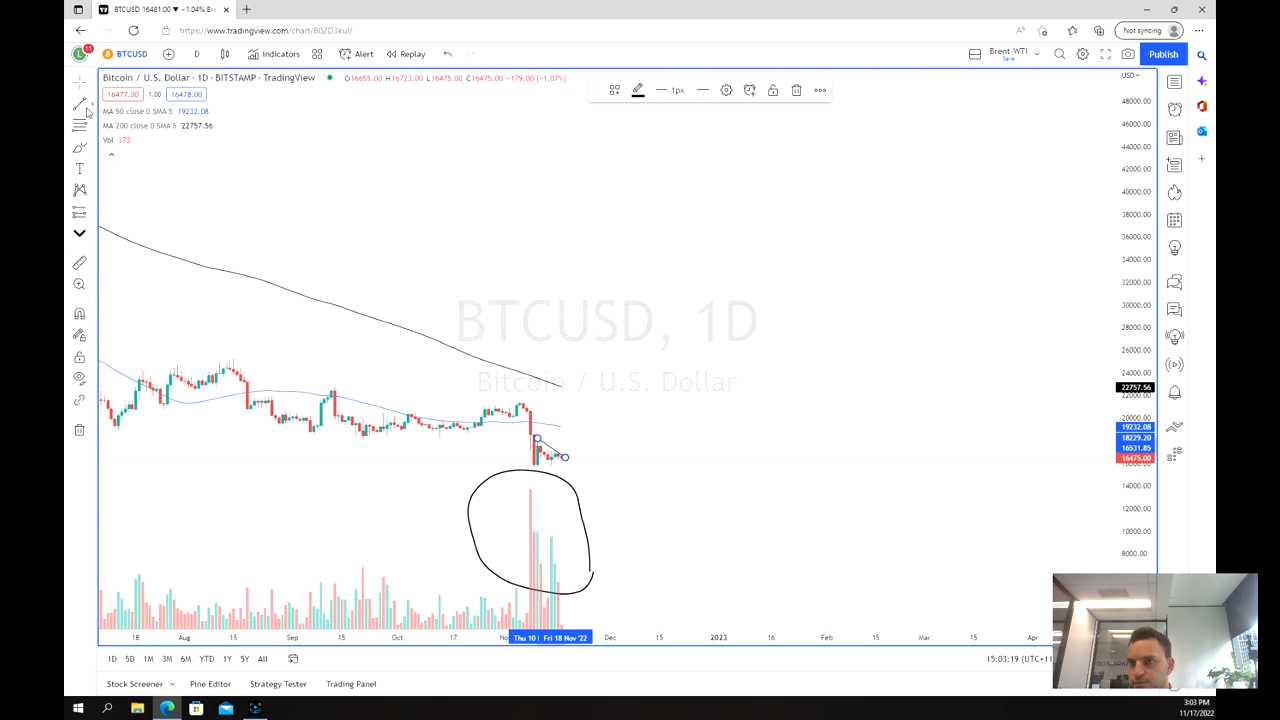 BTCUSD 16481.00 ▼ −1.04% Bre
https://www.tradingview.com/chart/B0ZD3kul/
Not syncing
11
BTCUSD
D
Indicators
Alert
Replay
Brent-WTI
Save
Publish
Bitcoin / U.S. Dollar · 1D · BITSTAMP · TradingView
O16655.00 H16723.00 L16475.00 C16475.00 −179.00 (−1.07%)
USD
16477.00 1.00 16478.00
1px
MA 50 close 0 SMA 5 19232.08
MA 200 close 0 SMA 5 22757.56
Vol 372
48000.00
46000.00
44000.00
42000.00
40000.00
38000.00
36000.00
34000.00
32000.00
30000.00
28000.00
26000.00
24000.00
22757.56
22000.00
20000.00
19232.08
18229.20
16531.85
16475.00
14000.00
12000.00
10000.00
8000.00
BTCUSD, 1D
Bitcoin / U.S. Dollar
18 Aug 15 Sep 15 Oct 17 Thu 10 Fri 18 Nov '22 Dec 15 2023 16 Feb 15 Mar 15 Apr
1D 5D 1M 3M 6M YTD 1Y 5Y All
15:03:19 (UTC+11
Stock Screener Pine Editor Strategy Tester Trading Panel
3:03 PM
11/17/2022